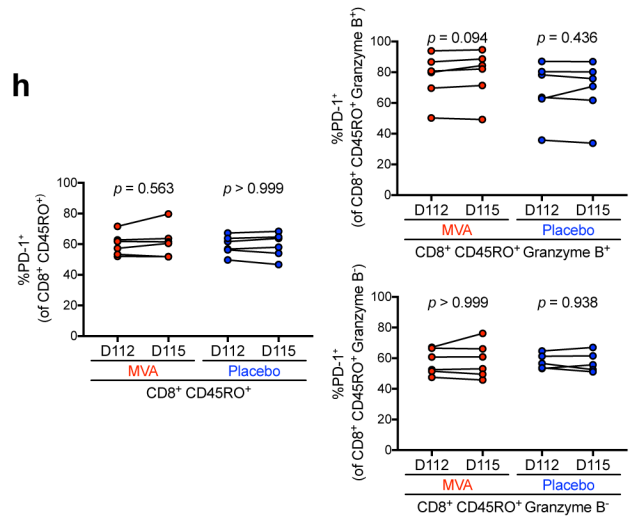 h
%PD-1⁺
(of CD8⁺ CD45RO⁺)
100
80
60
40
20
0
p = 0.563
p > 0.999
D112 D115 D112 D115
MVA Placebo
CD8⁺ CD45RO⁺
%PD-1⁺
(of CD8⁺ CD45RO⁺ Granzyme B⁺)
100
80
60
40
20
0
p = 0.094
p = 0.436
D112 D115 D112 D115
MVA Placebo
CD8⁺ CD45RO⁺ Granzyme B⁺
%PD-1⁺
(of CD8⁺ CD45RO⁺ Granzyme B⁻)
100
80
60
40
20
0
p > 0.999
p = 0.938
D112 D115 D112 D115
MVA Placebo
CD8⁺ CD45RO⁺ Granzyme B⁻